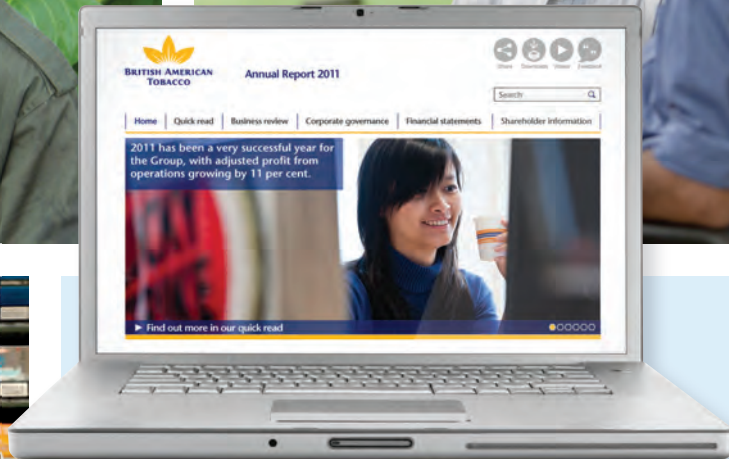 BRITISH AMERICAN
TOBACCO
Annual Report 2011
Share Downloads Viewer Feedback
Search
Home Quick read Business review Corporate governance Financial statements Shareholder information
2011 has been a very successful year for
the Group, with adjusted profit from
operations growing by 11 per cent.
Find out more in our quick read